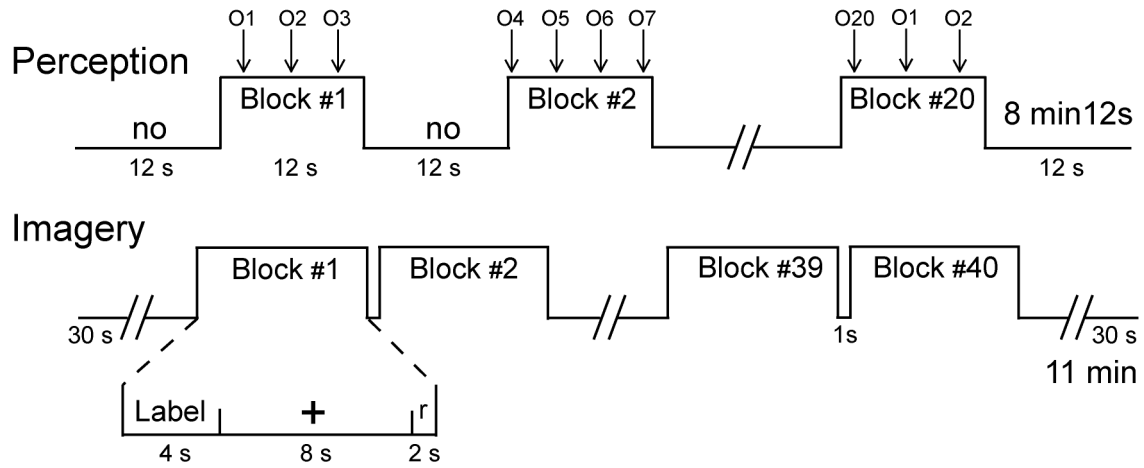 O1 O2 O3 O4 O5 O6 O7 O20 O1 O2
Perception
Block #1 Block #2 Block #20
no no 8 min12s
12 s 12 s 12 s 12 s
Imagery
Block #1 Block #2 Block #39 Block #40
30 s 1s 30 s
11 min
Label + r
4 s 8 s 2 s